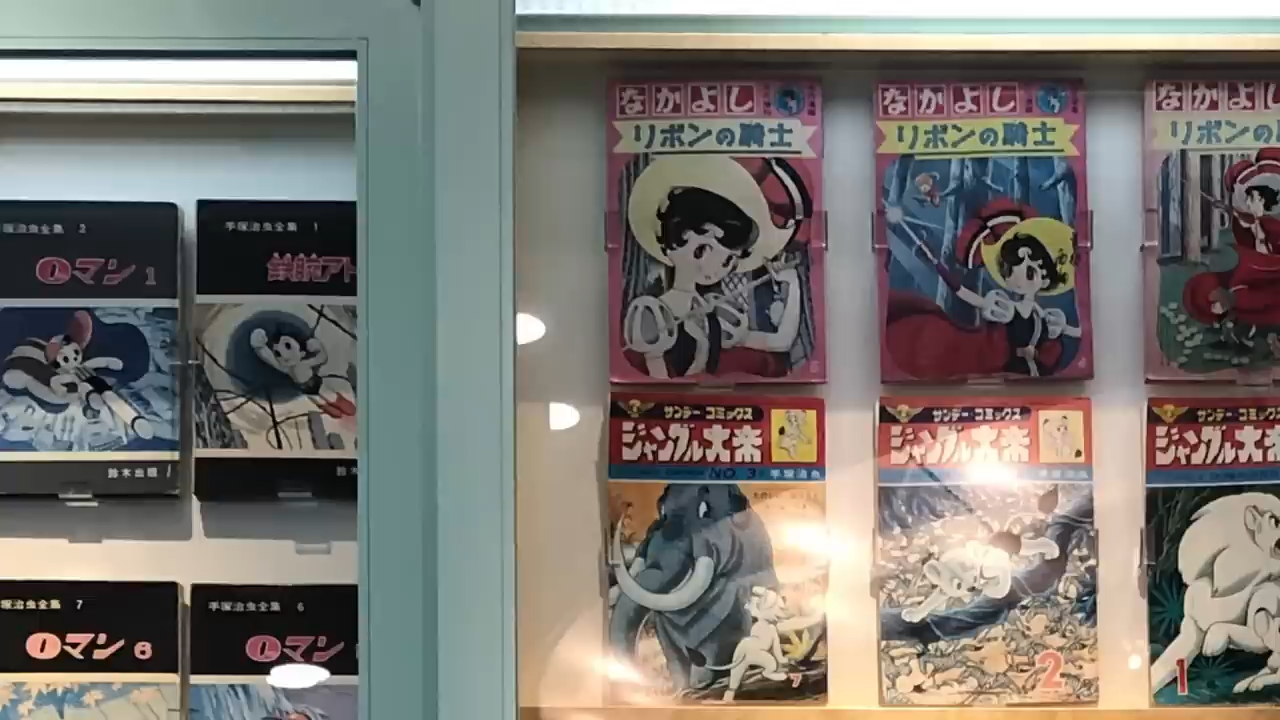 手塚治虫全集 2
0マン 1
鈴木出版
手塚治虫全集 1
鉄腕アト
鈴木
手塚治虫全集 7
0マン 6
手塚治虫全集 6
0マン
なかよし
リボンの騎士
なかよし
リボンの騎士
なかよし
リボンの
サンデー・コミックス
ジャングル大帝
NO 3 手塚治虫
サンデー・コミックス
ジャングル大帝
手塚治虫
2
サンデー・コミックス
ジャングル大
1